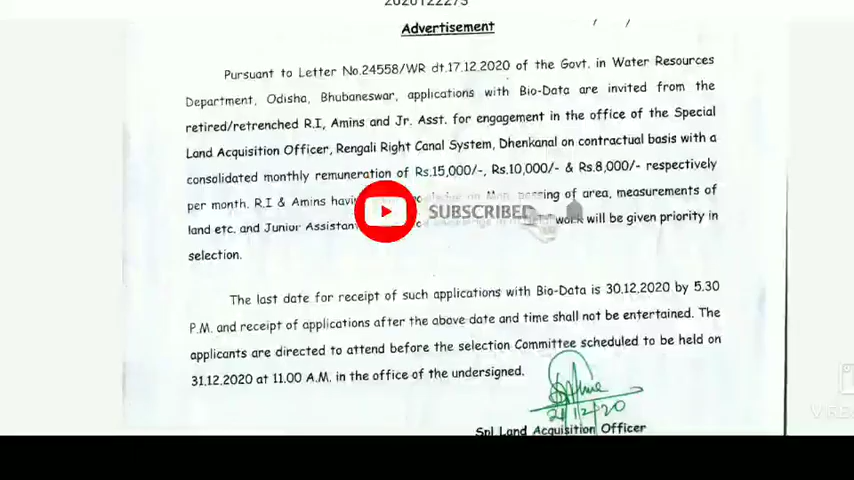 2020122273
Advertisement
Pursuant to Letter No.24558/WR dt.17.12.2020 of the Govt. in Water Resources
Department, Odisha, Bhubaneswar, applications with Bio-Data are invited from the
retired/retrenched R.I, Amins and Jr. Asst. for engagement in the office of the Special
Land Acquisition Officer, Rengali Right Canal System, Dhenkanal on contractual basis with a
consolidated monthly remuneration of Rs.15,000/-, Rs.10,000/- & Rs.8,000/- respectively
per month. R.I & Amins of area, measurements of
SUBSCRIBED
land etc. and Junior work will be given priority in
selection.
The last date for receipt of such applications with Bio-Data is 30.12.2020 by 5.30
P.M. and receipt of applications after the above date and time shall not be entertained. The
applicants are directed to attend before the selection Committee scheduled to be held on
31.12.2020 at 11.00 A.M. in the office of the undersigned.
Spl Land Acquisition Officer